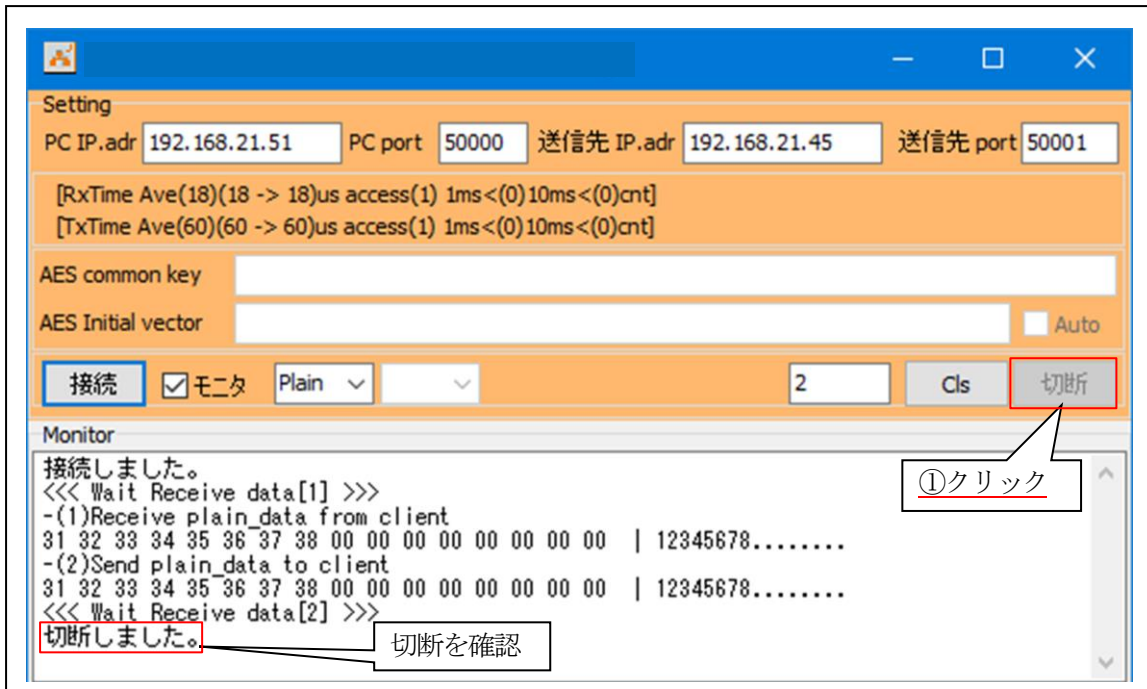 Setting
PC IP.adr 192.168.21.51 PC port 50000 送信先 IP.adr 192.168.21.45 送信先 port 50001
[RxTime Ave(18)(18 -> 18)us access(1) 1ms<(0)10ms<(0)cnt]
[TxTime Ave(60)(60 -> 60)us access(1) 1ms<(0)10ms<(0)cnt]
AES common key
AES Initial vector Auto
接続 モニタ Plain 2 Cls 切断
Monitor
①クリック
接続しました。
<<< Wait Receive data[1] >>>
-(1)Receive plain_data from client
31 32 33 34 35 36 37 38 00 00 00 00 00 00 00 00 | 12345678........
-(2)Send plain_data to client
31 32 33 34 35 36 37 38 00 00 00 00 00 00 00 00 | 12345678........
<<< Wait Receive data[2] >>>
切断しました。
切断を確認